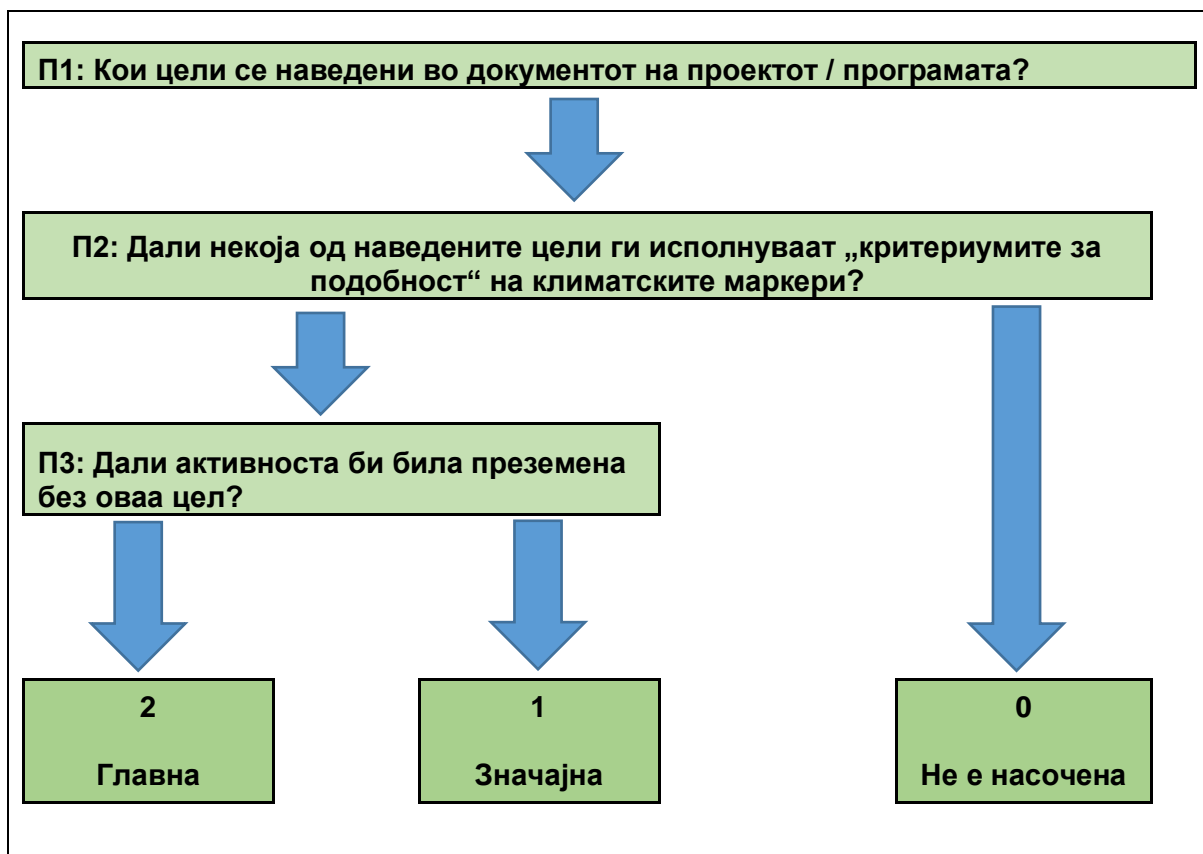 П1: Кои цели се наведени во документот на проектот / програмата?
П2: Дали некоја од наведените цели ги исполнуваат „критериумите за
подобност“ на климатските маркери?
П3: Дали активноста би била преземена
без оваа цел?
2
Главна
1
Значајна
0
Не е насочена